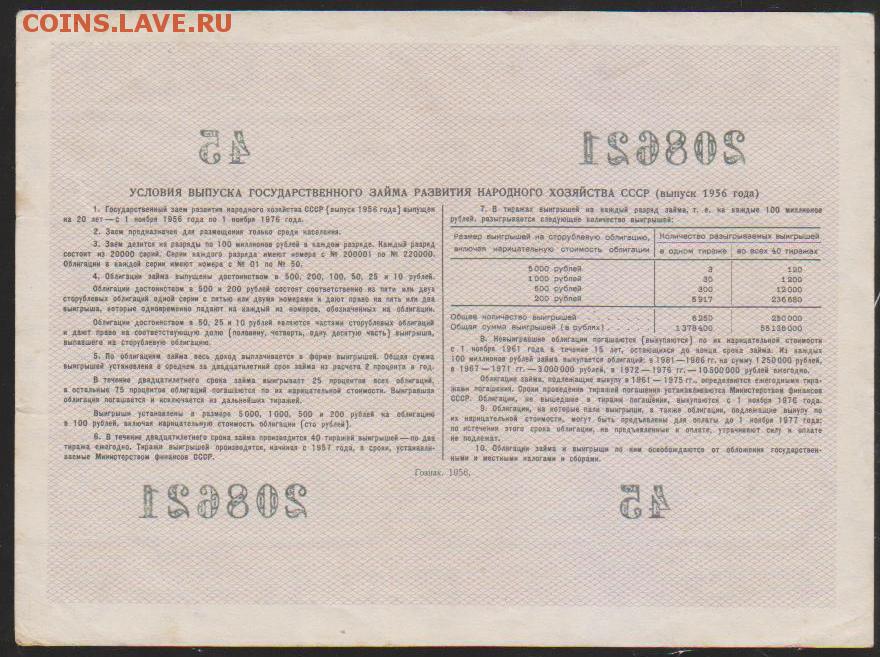 COINS.LAVE.RU
45 208621
УСЛОВИЯ ВЫПУСКА ГОСУДАРСТВЕННОГО ЗАЙМА РАЗВИТИЯ НАРОДНОГО ХОЗЯЙСТВА СССР (выпуск 1956 года)
1. Государственный заем развития народного хозяйства СССР (выпуск 1956 года) выпущен
на 20 лет — с 1 ноября 1956 года по 1 ноября 1976 года.
2. Заем предназначен для размещения только среди населения.
3. Заем делится на разряды по 100 миллионов рублей в каждом разряде. Каждый разряд
состоит из 20000 серий. Серии каждого разряда имеют номера с № 200001 по № 220000.
Облигации в каждой серии имеют номера с № 01 по № 50.
4. Облигации займа выпущены достоинством в 500, 200, 100, 50, 25 и 10 рублей.
Облигации достоинством в 500 и 200 рублей состоят соответственно из пяти или двух
сторублевых облигаций одной серии с пятью или двумя номерами и дают право на пять или два
выигрыша, которые одновременно падают на каждый из номеров, обозначенных на облигации.
Облигации достоинством в 50, 25 и 10 рублей являются частями сторублевых облигаций
и дают право на соответствующую долю (половину, четверть, одну десятую часть) выигрыша,
выпавшего на сторублевую облигацию.
5. По облигациям займа весь доход выплачивается в форме выигрышей. Общая сумма
выигрышей установлена в среднем за двадцатилетний срок займа из расчета 2 процента в год.
В течение двадцатилетнего срока займа выигрывает 25 процентов всех облигаций,
а остальные 75 процентов облигаций погашаются по их нарицательной стоимости. Выигравшая
облигация погашается и исключается из дальнейших тиражей.
Выигрыши установлены в размере 5000, 1000, 500 и 200 рублей на облигацию
в 100 рублей, включая нарицательную стоимость облигации (сто рублей).
6. В течение двадцатилетнего срока займа производится 40 тиражей выигрышей — по два
тиража ежегодно. Тиражи выигрышей производятся, начиная с 1957 года, в сроки, устанавли-
ваемые Министерством финансов СССР.
7. В тиражах выигрышей на каждый разряд займа, т. е. на каждые 100 миллионов
рублей, разыгрывается следующее количество выигрышей:
Размер выигрышей на сторублевую облигацию, Количество разыгрываемых выигрышей
включая нарицательную стоимость облигации в одном тираже во всех 40 тиражах
5000 рублей 3 120
1000 рублей 30 1200
500 рублей 300 12000
200 рублей 5917 236680
Общее количество выигрышей . . . . . 6250 250000
Общая сумма выигрышей (в рублях) . . . 1378400 55136000
8. Невыигравшие облигации погашаются (выкупаются) по их нарицательной стоимости
с 1 ноября 1961 года в течение 15 лет, остающихся до конца срока займа. Из каждых
100 миллионов рублей займа выкупается облигаций: в 1961—1966 гг. на сумму 1250000 рублей,
в 1967—1971 гг.—3000000 рублей, в 1972—1976 гг.—10500000 рублей ежегодно.
Облигации займа, подлежащие выкупу в 1961—1975 гг., определяются ежегодными тира-
жами погашения. Сроки проведения тиражей погашения устанавливаются Министерством финансов
СССР. Облигации, не вышедшие в тиражи погашения, выкупаются с 1 ноября 1976 года.
9. Облигации, на которые пали выигрыши, а также облигации, подлежащие выкупу по
их нарицательной стоимости, могут быть предъявлены для оплаты до 1 ноября 1977 года;
по истечении этого срока облигации, не предъявленные к оплате, утрачивают силу и оплате
не подлежат.
10. Облигации займа и выигрыши по ним освобождаются от обложения государствен-
ными и местными налогами и сборами.
Гознак. 1956.
208621 45